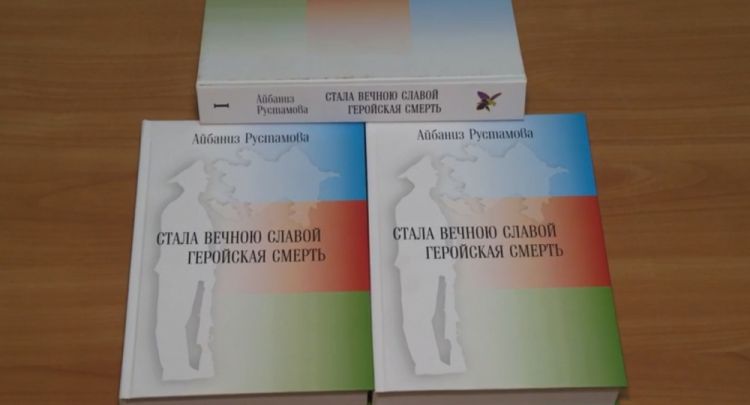 I
Айбаниз
Рустамова
СТАЛА ВЕЧНОЮ СЛАВОЙ
ГЕРОЙСКАЯ СМЕРТЬ
Айбаниз Рустамова
СТАЛА ВЕЧНОЮ СЛАВОЙ
ГЕРОЙСКАЯ СМЕРТЬ
Айбаниз Рустамова
СТАЛА ВЕЧНОЮ СЛАВОЙ
ГЕРОЙСКАЯ СМЕРТЬ